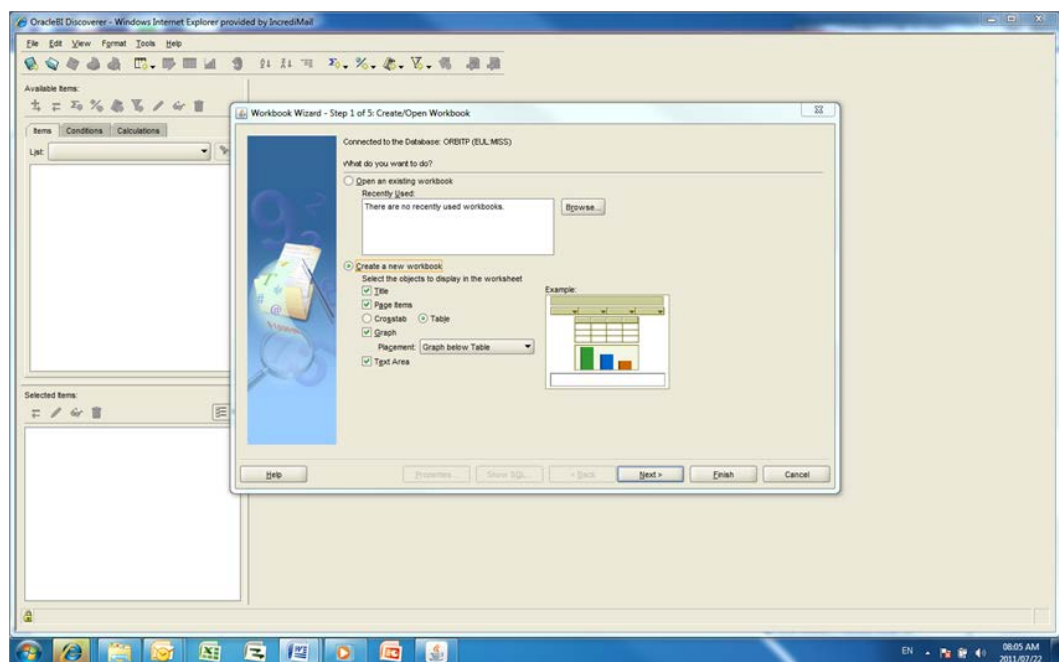 OracleBI Discoverer - Windows Internet Explorer provided by IncrediMail
File Edit View Format Tools Help
Available Items:
Items Conditions Calculations
List:
Selected Items:
Workbook Wizard - Step 1 of 5: Create/Open Workbook
Connected to the Database: ORBITP (EUL:MISS)
What do you want to do?
Open an existing workbook
Recently Used:
There are no recently used workbooks.
Browse...
Create a new workbook
Select the objects to display in the worksheet
Title
Example:
Page Items
Crosstab Table
Graph
Placement: Graph below Table
Text Area
Help Properties... Show SQL... < Back Next > Finish Cancel
EN 08:05 AM
2011/07/22